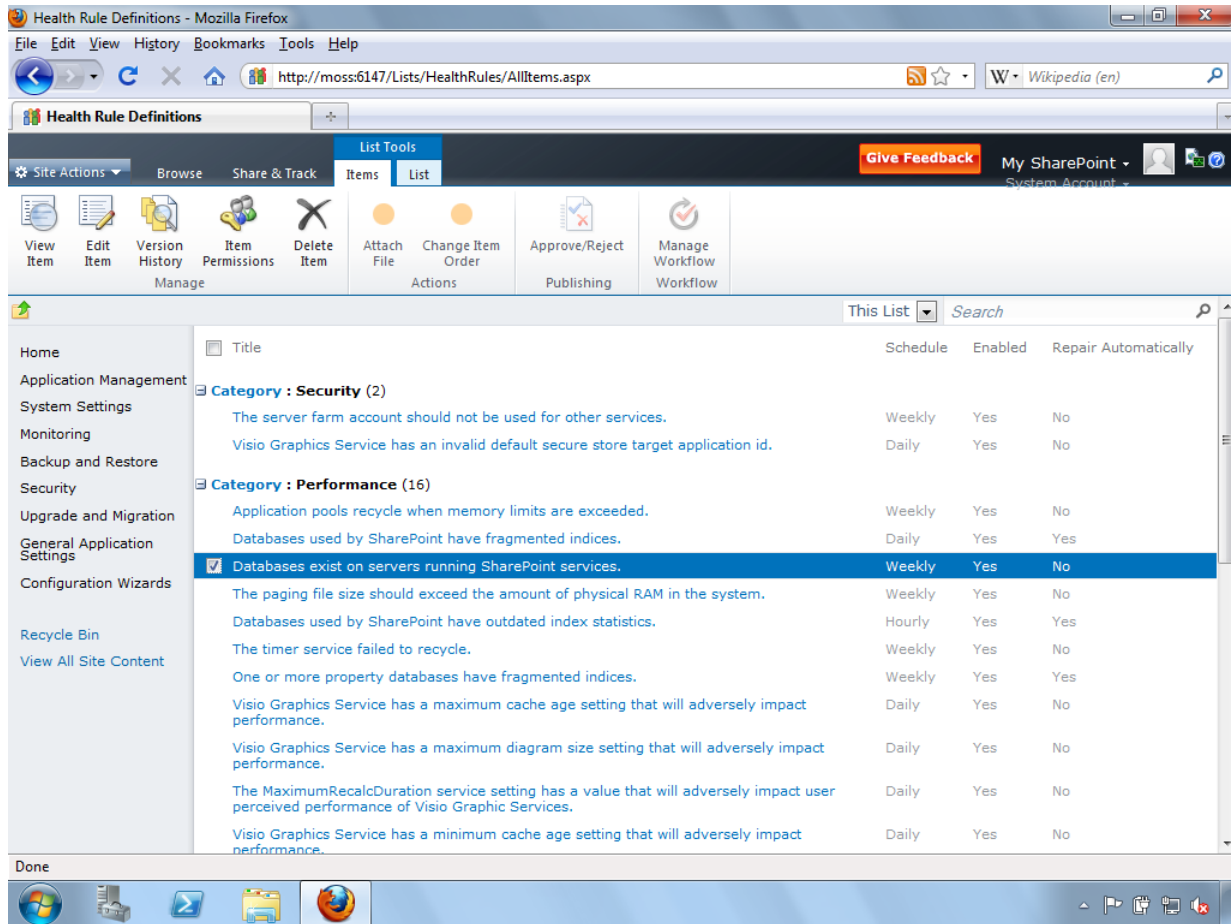 Health Rule Definitions - Mozilla Firefox
File Edit View History Bookmarks Tools Help
http://moss:6147/Lists/HealthRules/AllItems.aspx
W Wikipedia (en)
Health Rule Definitions
List Tools
Site Actions Browse Share & Track Items List
Give Feedback My SharePoint
System Account
View Item
Edit Item
Version History
Item Permissions
Delete Item
Attach File
Change Item Order
Approve/Reject
Manage Workflow
Manage Actions Publishing Workflow
This List Search
Home
Application Management
System Settings
Monitoring
Backup and Restore
Security
Upgrade and Migration
General Application
Settings
Configuration Wizards
Recycle Bin
View All Site Content
Title Schedule Enabled Repair Automatically
Category : Security (2)
The server farm account should not be used for other services. Weekly Yes No
Visio Graphics Service has an invalid default secure store target application id. Daily Yes No
Category : Performance (16)
Application pools recycle when memory limits are exceeded. Weekly Yes No
Databases used by SharePoint have fragmented indices. Daily Yes Yes
Databases exist on servers running SharePoint services. Weekly Yes No
The paging file size should exceed the amount of physical RAM in the system. Weekly Yes No
Databases used by SharePoint have outdated index statistics. Hourly Yes Yes
The timer service failed to recycle. Weekly Yes No
One or more property databases have fragmented indices. Weekly Yes Yes
Visio Graphics Service has a maximum cache age setting that will adversely impact Daily Yes No
performance.
Visio Graphics Service has a maximum diagram size setting that will adversely impact Daily Yes No
performance.
The MaximumRecalcDuration service setting has a value that will adversely impact user Daily Yes No
perceived performance of Visio Graphic Services.
Visio Graphics Service has a minimum cache age setting that will adversely impact Daily Yes No
performance.
Done